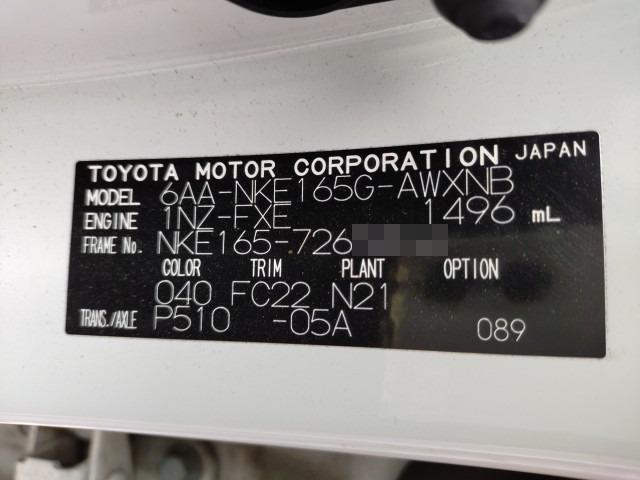 TOYOTA MOTOR CORPORATION JAPAN
MODEL 6AA-NKE165G-AWXNB
ENGINE 1NZ-FXE 1496 mL
FRAME No. NKE165-726
COLOR TRIM PLANT OPTION
040 FC22 N21
TRANS./AXLE P510 -05A 089